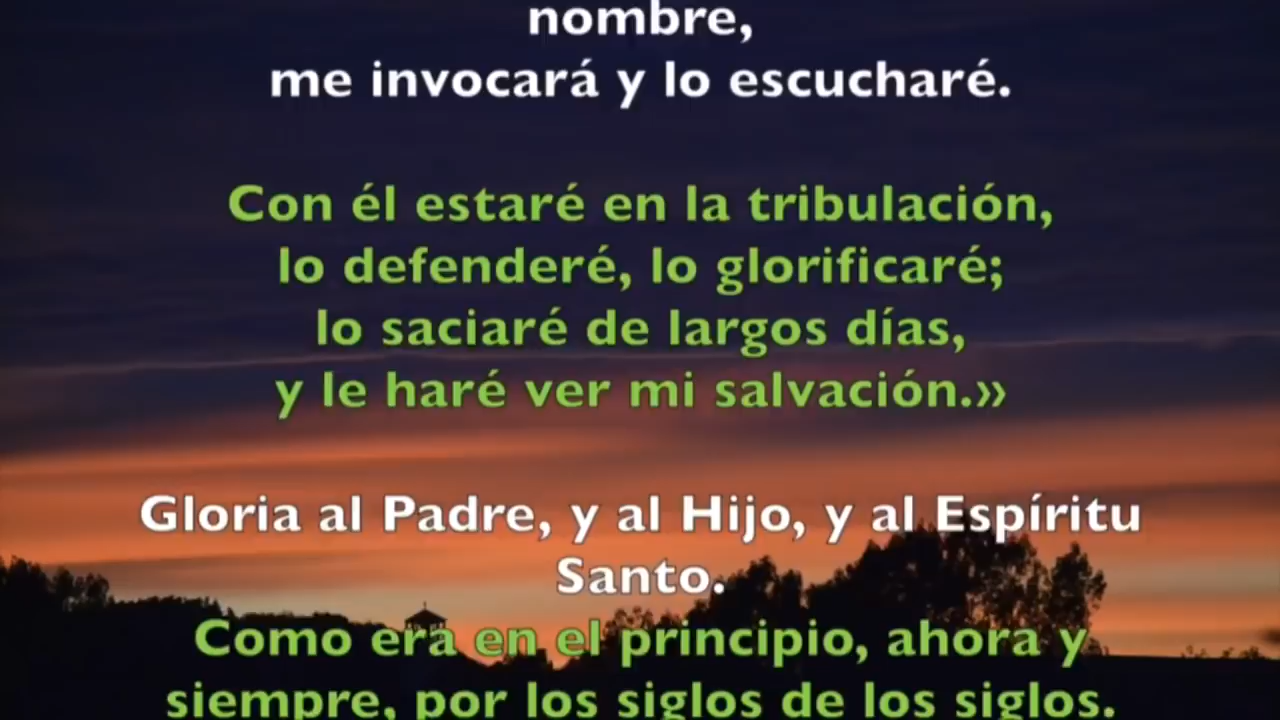 nombre,
me invocará y lo escucharé.
Con él estaré en la tribulación,
lo defenderé, lo glorificaré;
lo saciaré de largos días,
y le haré ver mi salvación.»
Gloria al Padre, y al Hijo, y al Espíritu
Santo.
Como era en el principio, ahora y
siempre, por los siglos de los siglos.